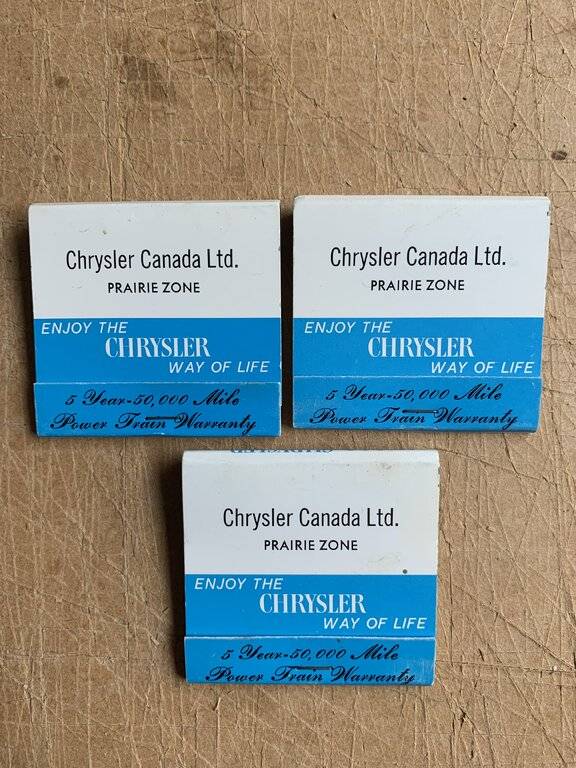 Chrysler Canada Ltd.
PRAIRIE ZONE
ENJOY THE
CHRYSLER
WAY OF LIFE
5 Year-50,000 Mile
Power Train Warranty
Chrysler Canada Ltd.
PRAIRIE ZONE
ENJOY THE
CHRYSLER
WAY OF LIFE
5 Year-50,000 Mile
Power Train Warranty
Chrysler Canada Ltd.
PRAIRIE ZONE
ENJOY THE
CHRYSLER
WAY OF LIFE
5 Year-50,000 Mile
Power Train Warranty